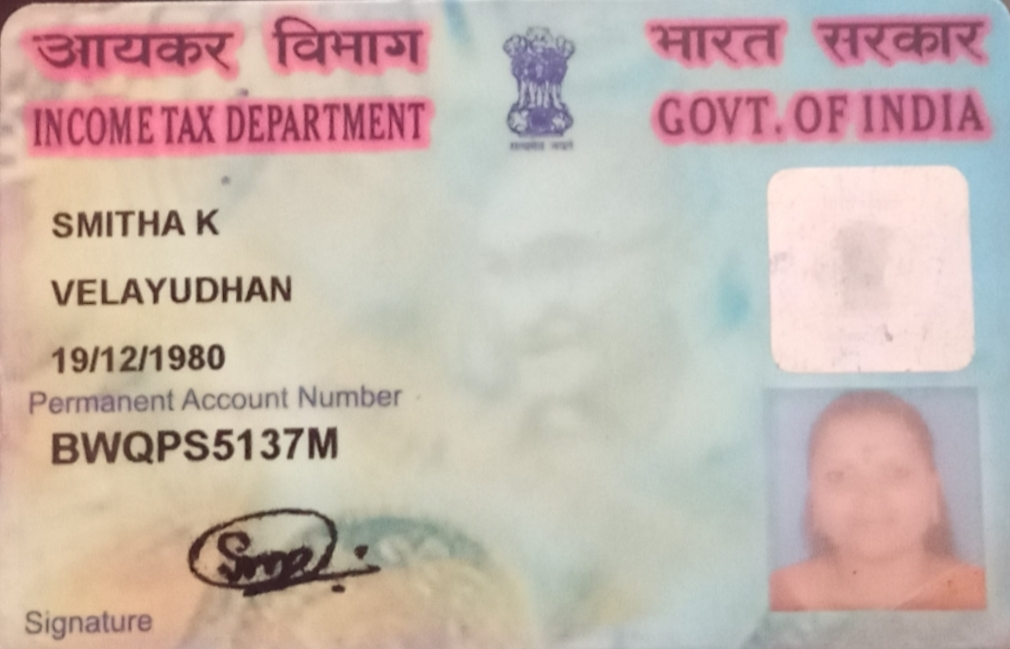 आयकर विभाग
INCOME TAX DEPARTMENT
भारत सरकार
GOVT. OF INDIA
सत्यमेव जयते
SMITHA K
VELAYUDHAN
19/12/1980
Permanent Account Number
BWQPS5137M
Signature